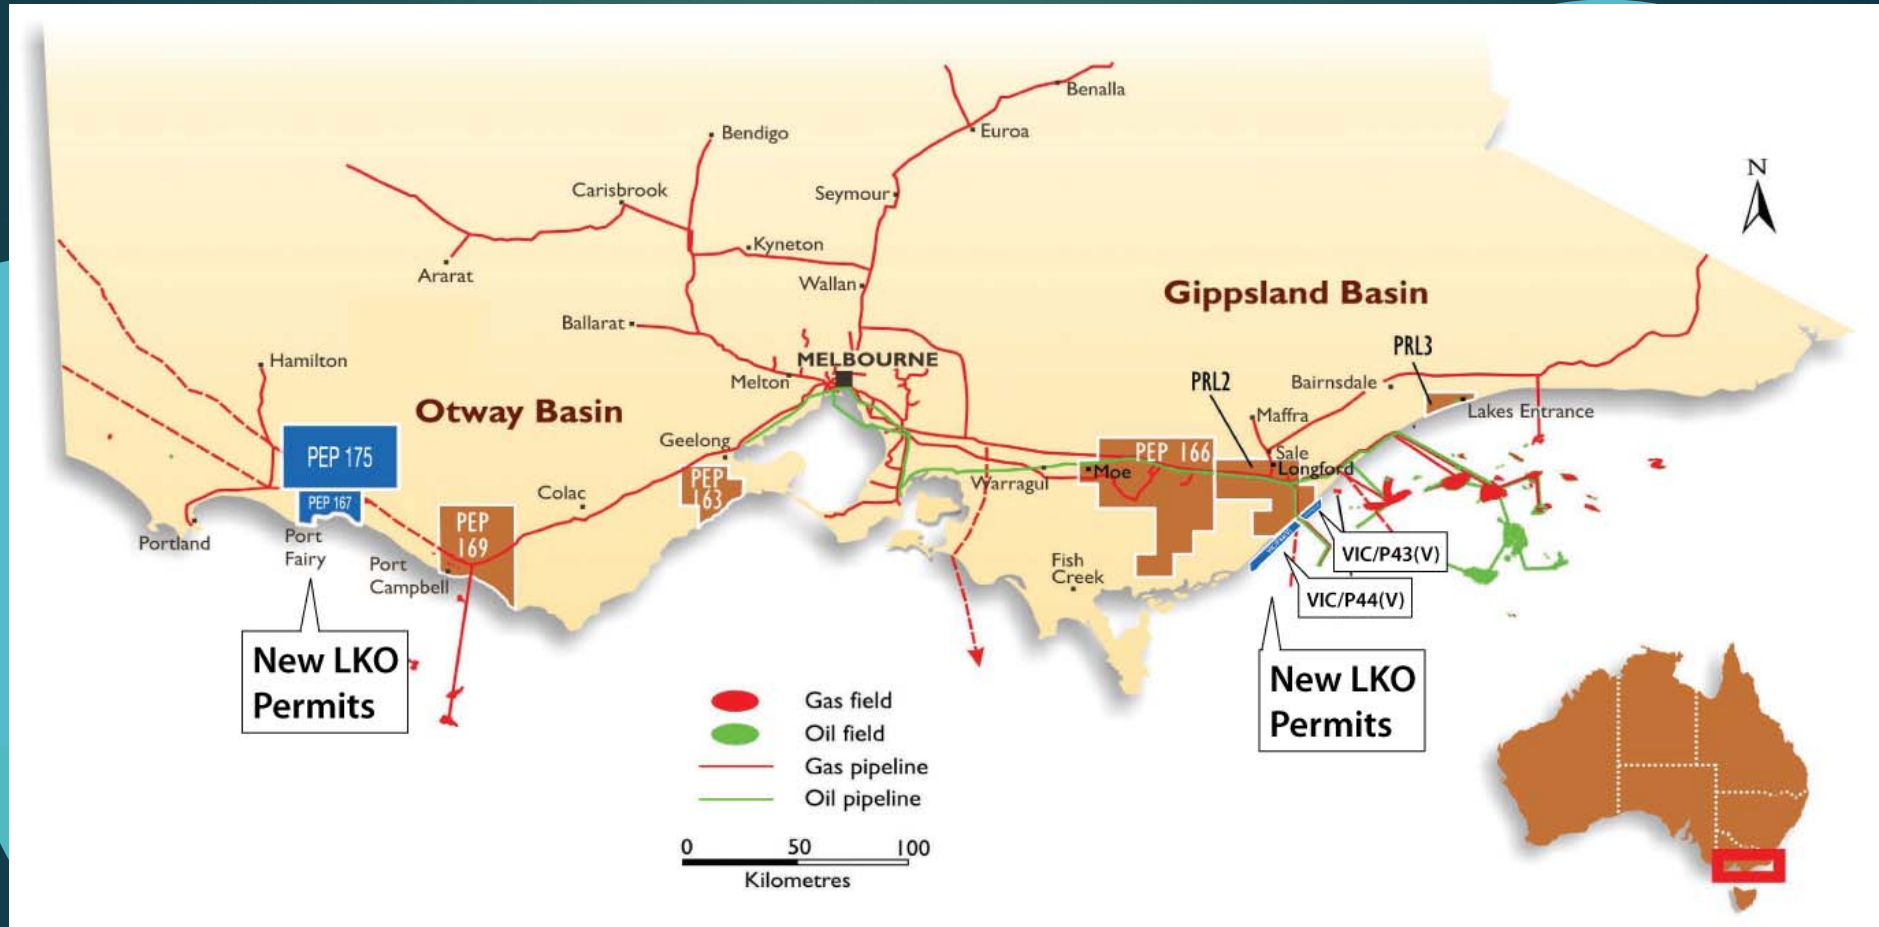 N
Benalla
Euroa
Bendigo
Carisbrook
Seymour
Kyneton
Ararat
Wallan
Gippsland Basin
Ballarat
PRL3
Hamilton
MELBOURNE
Melton
PRL2
Bairnsdale
Otway Basin
Maffra
Lakes Entrance
Geelong
PEP 175
PEP 166
Sale
Longford
Moe
Warragul
PEP
163
Colac
PEP 167
Portland
Port
Fairy
PEP
169
Port
Campbell
Fish
Creek
VIC/P43(V)
VIC/P44(V)
New LKO
Permits
New LKO
Permits
Gas field
Oil field
Gas pipeline
Oil pipeline
0 50 100
Kilometres